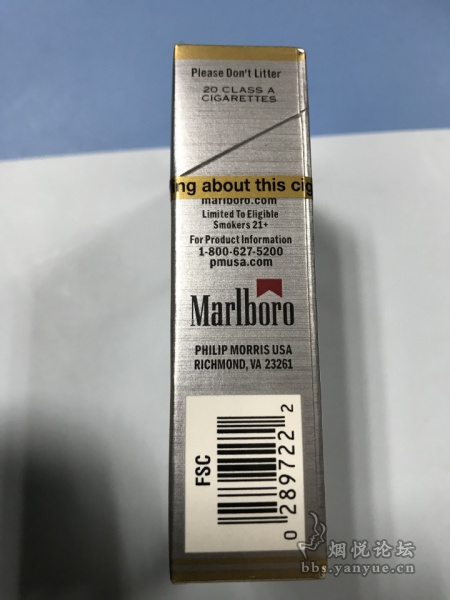 Please Don't Litter
20 CLASS A
CIGARETTES
ng about this cig
marlboro.com
Limited To Eligible
Smokers 21+
For Product Information
1-800-627-5200
pmusa.com
Marlboro
PHILIP MORRIS USA
RICHMOND, VA 23261
FSC
0 289722 2
烟悦论坛
bbs.yanyue.cn